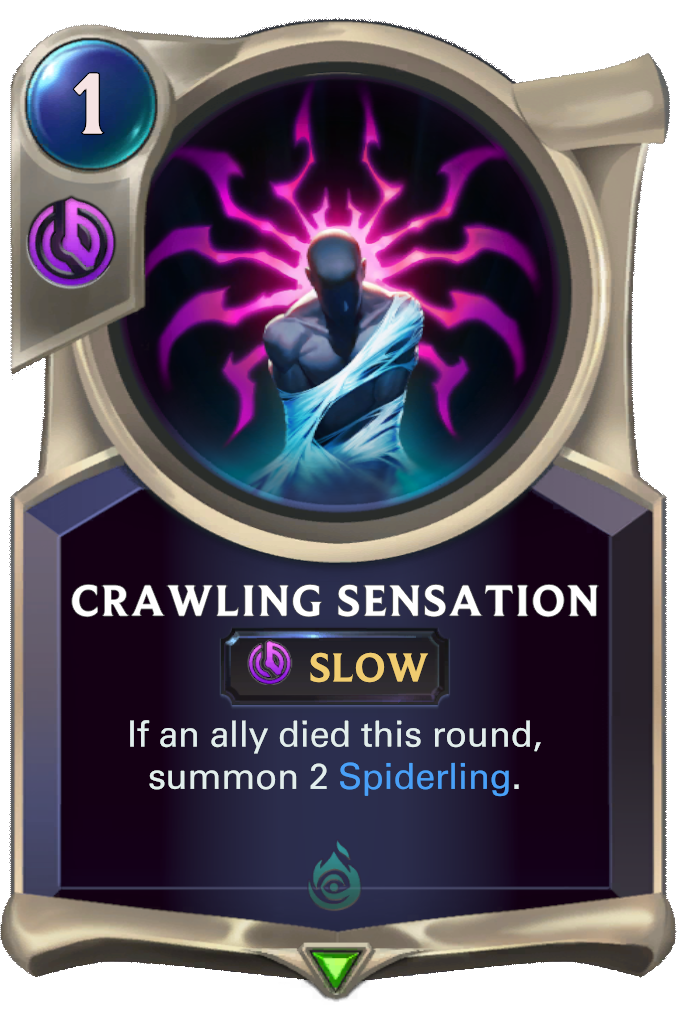 1
CRAWLING SENSATION
SLOW
If an ally died this round,
summon 2 Spiderling.